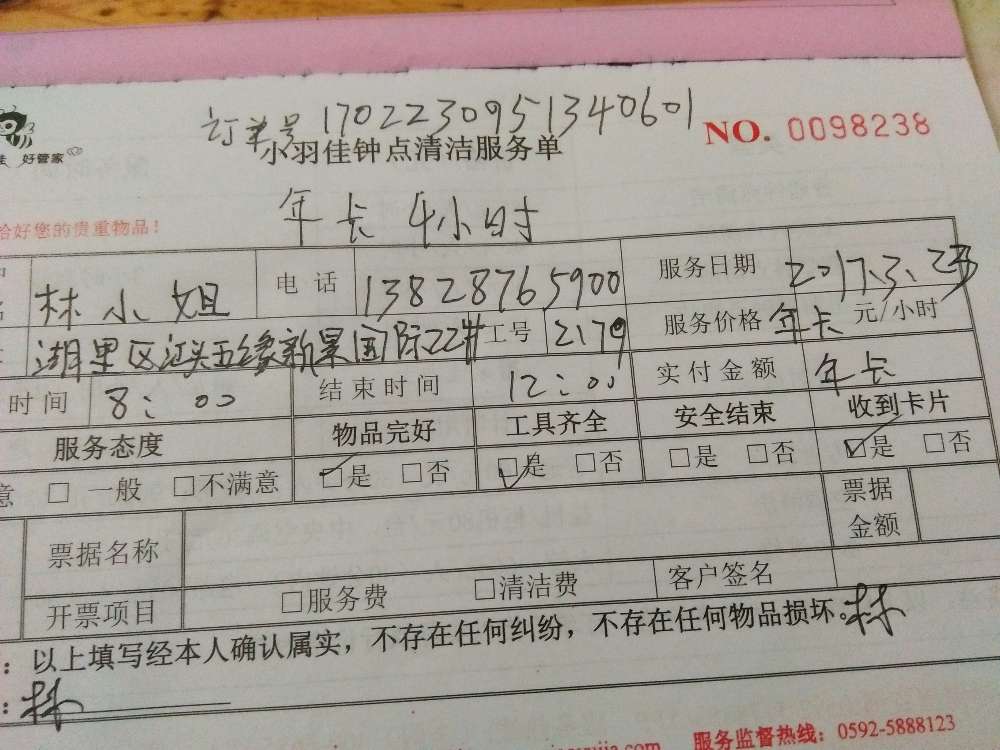 订单号 170223095134060​1
NO. 0098238
好管家
小羽佳钟点清洁服务单
年长 4小时
给好您的贵重物品!
林小姐 电话 13828765900 服务日期 2017.3.23
湖里区江头五缘新景国际22# 工号 2179 服务价格 年卡 元/小时
时间 8:00 结束时间 12:00 实付金额 年长
服务态度 物品完好 工具齐全 安全结束 收到卡片
意 □ 一般 □不满意 □是 □否 □是 □否 □是 □否 □是 □否
票据名称 票据金额
开票项目 □服务费 □清洁费 客户签名
:以上填写经本人确认属实,不存在任何纠纷,不存在任何物品损坏。林
:林
服务监督热线:0592-5888123